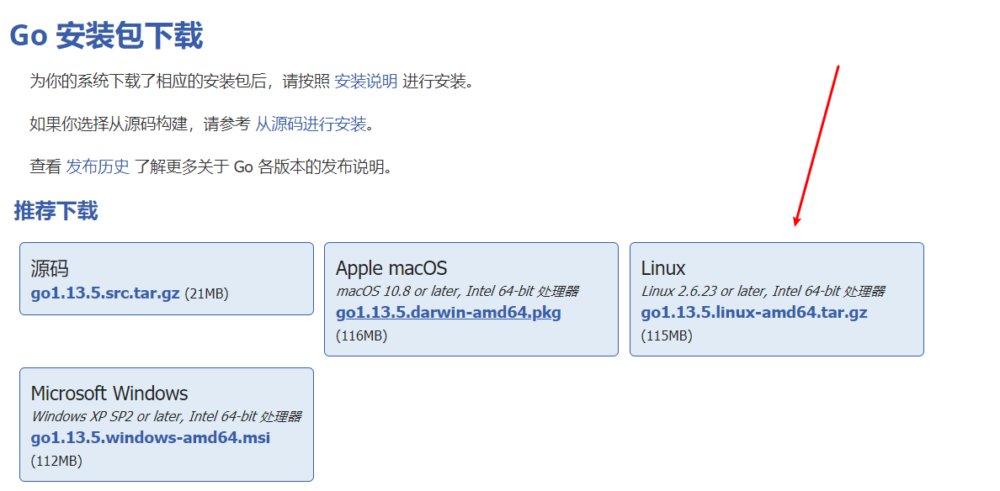 Go 安装包下载
为你的系统下载了相应的安装包后，请按照 安装说明 进行安装。
如果你选择从源码构建，请参考 从源码进行安装。
查看 发布历史 了解更多关于 Go 各版本的发布说明。
推荐下载
源码
go1.13.5.src.tar.gz (21MB)
Apple macOS
macOS 10.8 or later, Intel 64-bit 处理器
go1.13.5.darwin-amd64.pkg
(116MB)
Linux
Linux 2.6.23 or later, Intel 64-bit 处理器
go1.13.5.linux-amd64.tar.gz
(115MB)
Microsoft Windows
Windows XP SP2 or later, Intel 64-bit 处理器
go1.13.5.windows-amd64.msi
(112MB)